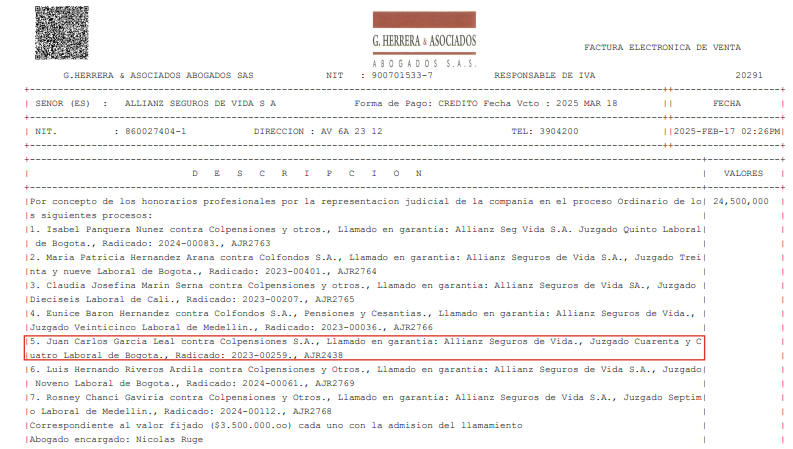 G. HERRERA & ASOCIADOS
ABOGADOS S.A.S.
FACTURA ELECTRONICA DE VENTA
G.HERRERA & ASOCIADOS ABOGADOS SAS NIT : 900701533-7 RESPONSABLE DE IVA 20291
SENOR (ES) : ALLIANZ SEGUROS DE VIDA S A Forma de Pago: CREDITO Fecha Vcto : 2025 MAR 18 FECHA
NIT. : 860027404-1 DIRECCION : AV 6A 23 12 TEL: 3904200 2025-FEB-17 02:26PM
D E S C R I P C I O N VALORES
Por concepto de los honorarios profesionales por la representacion judicial de la compania en el proceso Ordinario de lo 24,500,000
s siguientes procesos:
1. Isabel Panquera Nunez contra Colpensiones y otros., Llamado en garantia: Allianz Seg Vida S.A. Juzgado Quinto Laboral
de Bogota., Radicado: 2024-00083., AJR2763
2. Maria Patricia Hernandez Arana contra Colfondos S.A., Llamado en garantia: Allianz Seguros de Vida S.A., Juzgado Trei
nta y nueve Laboral de Bogota., Radicado: 2023-00401., AJR2764
3. Claudia Josefina Marin Serna contra Colpensiones y otros., Llamado en garantia: Allianz Seguros de Vida SA., Juzgado
Dieciseis Laboral de Cali., Radicado: 2023-00207., AJR2765
4. Eunice Baron Hernandez contra Colfondos S.A., Pensiones y Cesantias., Llamado en garantia: Allianz Seguros de Vida.,
Juzgado Veinticinco Laboral de Medellin., Radicado: 2023-00036., AJR2766
5. Juan Carlos Garcia Leal contra Colpensiones S.A., Llamado en garantia: Allianz Seguros de Vida., Juzgado Cuarenta y C
uatro Laboral de Bogota., Radicado: 2023-00259., AJR2438
6. Luis Hernando Riveros Ardila contra Colpensiones y Otros., Llamado en garantia: Allianz Seguros de Vida S.A., Juzgado
Noveno Laboral de Bogota., Radicado: 2024-00061., AJR2769
7. Rosney Chanci Gaviria contra Colpensiones y Otros., Llamado en garantia: Allianz Seguros de Vida S.A., Juzgado Septim
o Laboral de Medellin., Radicado: 2024-00112., AJR2768
Correspondiente al valor fijado ($3.500.000.oo) cada uno con la admision del llamamiento
Abogado encargado: Nicolas Ruge